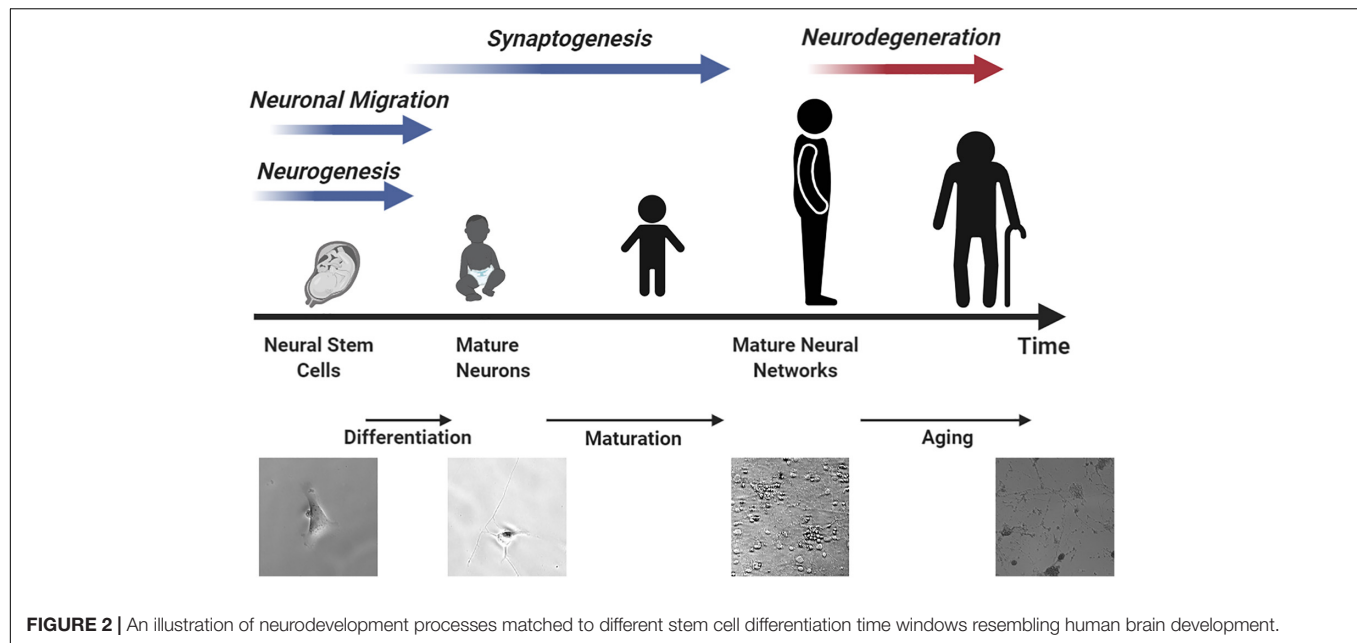 Synaptogenesis
Neurodegeneration
Neuronal Migration
Neurogenesis
Neural Stem
Cells
Mature
Neurons
Mature Neural
Networks
Time
Differentiation
Maturation
Aging
FIGURE 2 | An illustration of neurodevelopment processes matched to different stem cell differentiation time windows resembling human brain development.